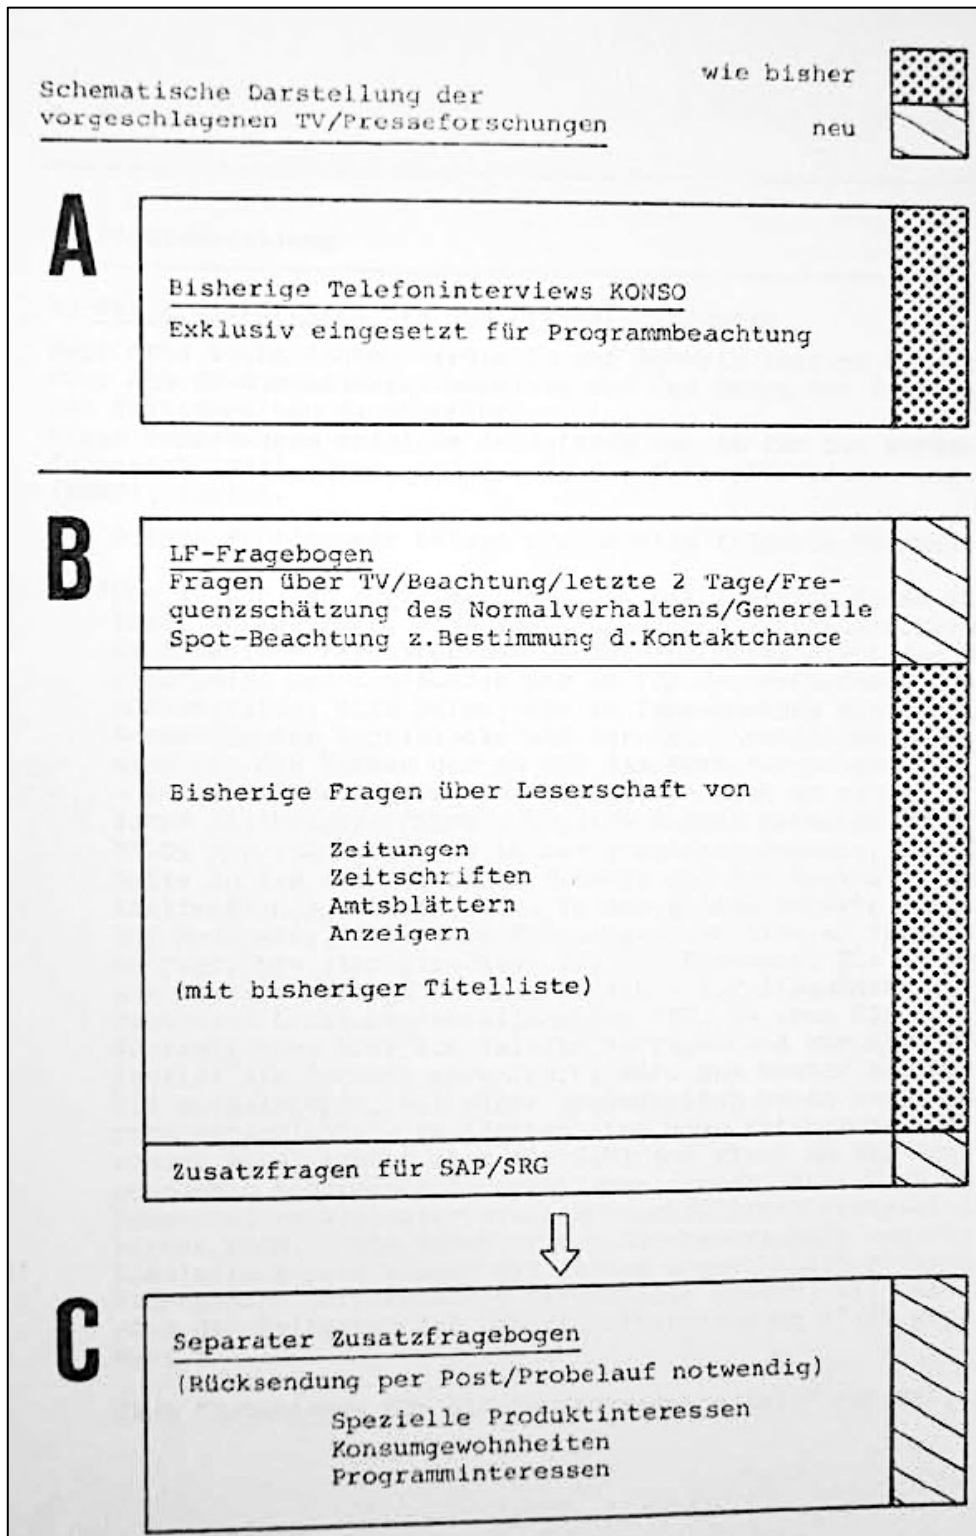 Schematische Darstellung der
vorgeschlagenen TV/Presseforschungen
wie bisher
neu
A
Bisherige Telefoninterviews KONSO
Exklusiv eingesetzt für Programmbeachtung
B
LF-Fragebogen
Fragen über TV/Beachtung/letzte 2 Tage/Fre-
quenzschätzung des Normalverhaltens/Generelle
Spot-Beachtung z.Bestimmung d.Kontaktchance
Bisherige Fragen über Leserschaft von
Zeitungen
Zeitschriften
Amtsblättern
Anzeigern
(mit bisheriger Titelliste)
Zusatzfragen für SAP/SRG
C
Separater Zusatzfragebogen
(Rücksendung per Post/Probelauf notwendig)
Spezielle Produktinteressen
Konsumgewohnheiten
Programminteressen